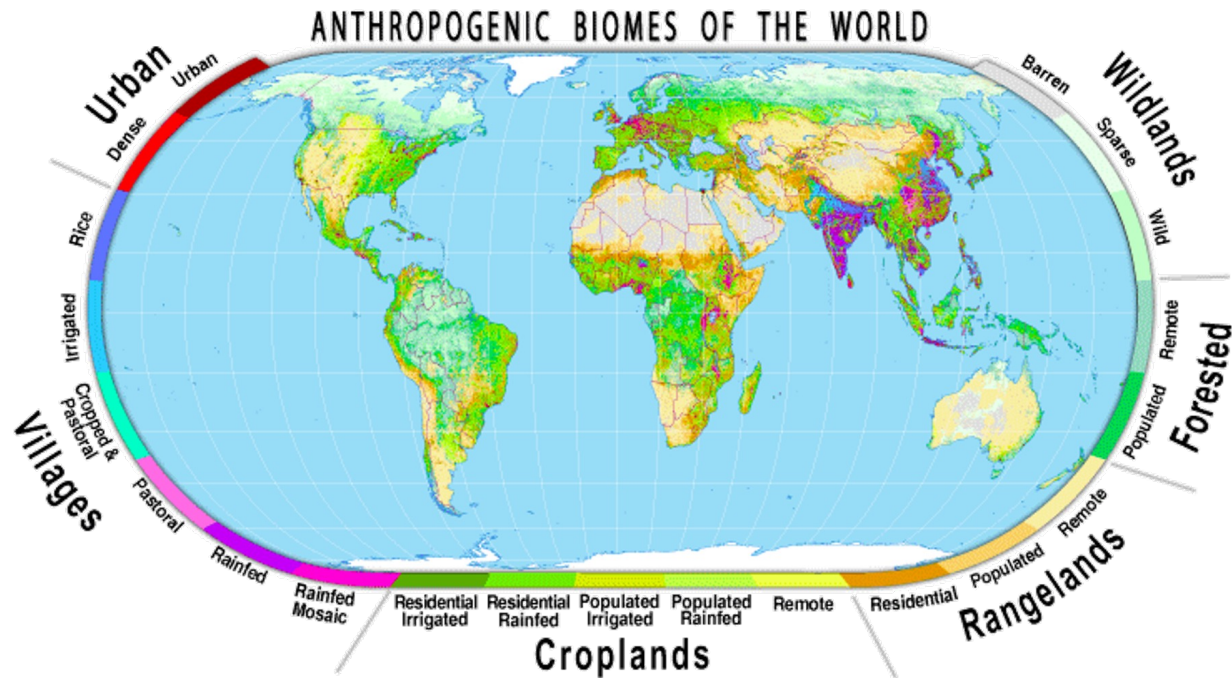 ANTHROPOGENIC BIOMES OF THE WORLD
Urban
Urban
Dense
Rice
Irrigated
Cropped &
Pastoral
Villages
Pastoral
Rainfed
Rainfed
Mosaic
Residential
Irrigated
Residential
Rainfed
Populated
Irrigated
Populated
Rainfed
Remote
Croplands
Residential
Populated
Remote
Rangelands
Populated
Remote
Forested
Wild
Sparse
Barren
Wildlands